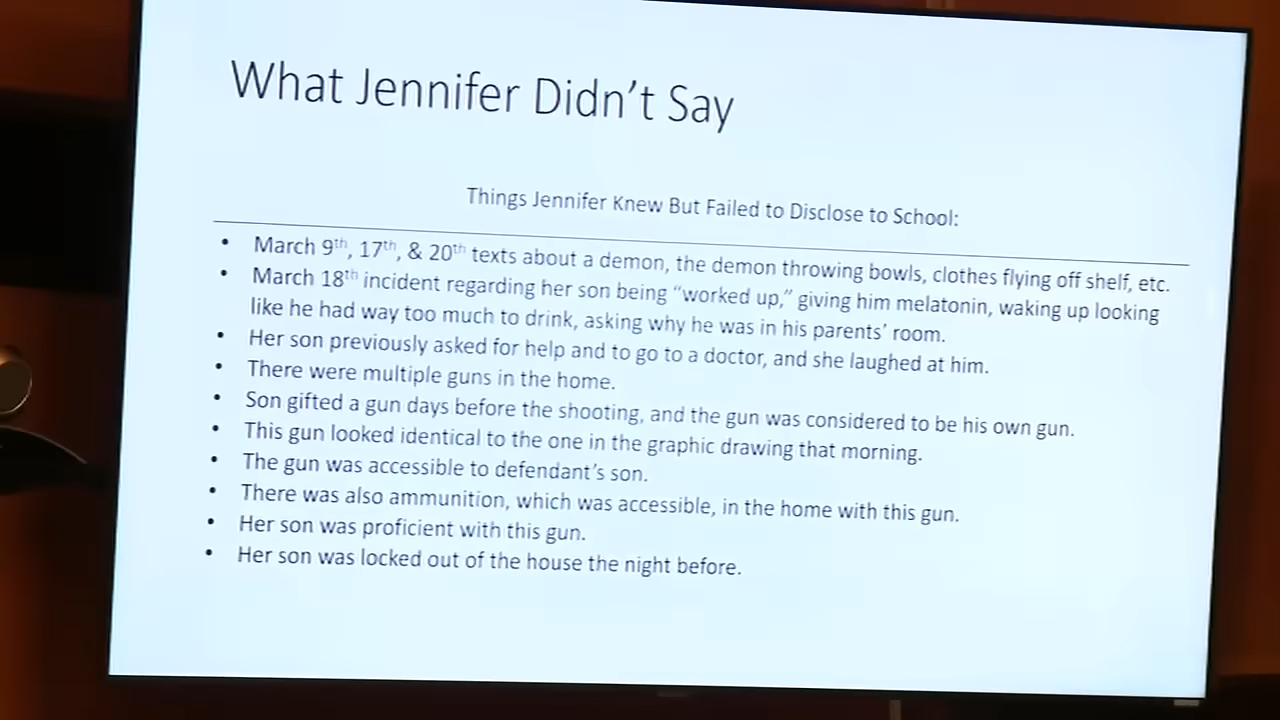 What Jennifer Didn't Say
Things Jennifer Knew But Failed to Disclose to School:
• March 9th, 17th, & 20th texts about a demon, the demon throwing bowls, clothes flying off shelf, etc.
• March 18th incident regarding her son being “worked up,” giving him melatonin, waking up looking
like he had way too much to drink, asking why he was in his parents’ room.
• Her son previously asked for help and to go to a doctor, and she laughed at him.
• There were multiple guns in the home.
• Son gifted a gun days before the shooting, and the gun was considered to be his own gun.
• This gun looked identical to the one in the graphic drawing that morning.
• The gun was accessible to defendant’s son.
• There was also ammunition, which was accessible, in the home with this gun.
• Her son was proficient with this gun.
• Her son was locked out of the house the night before.